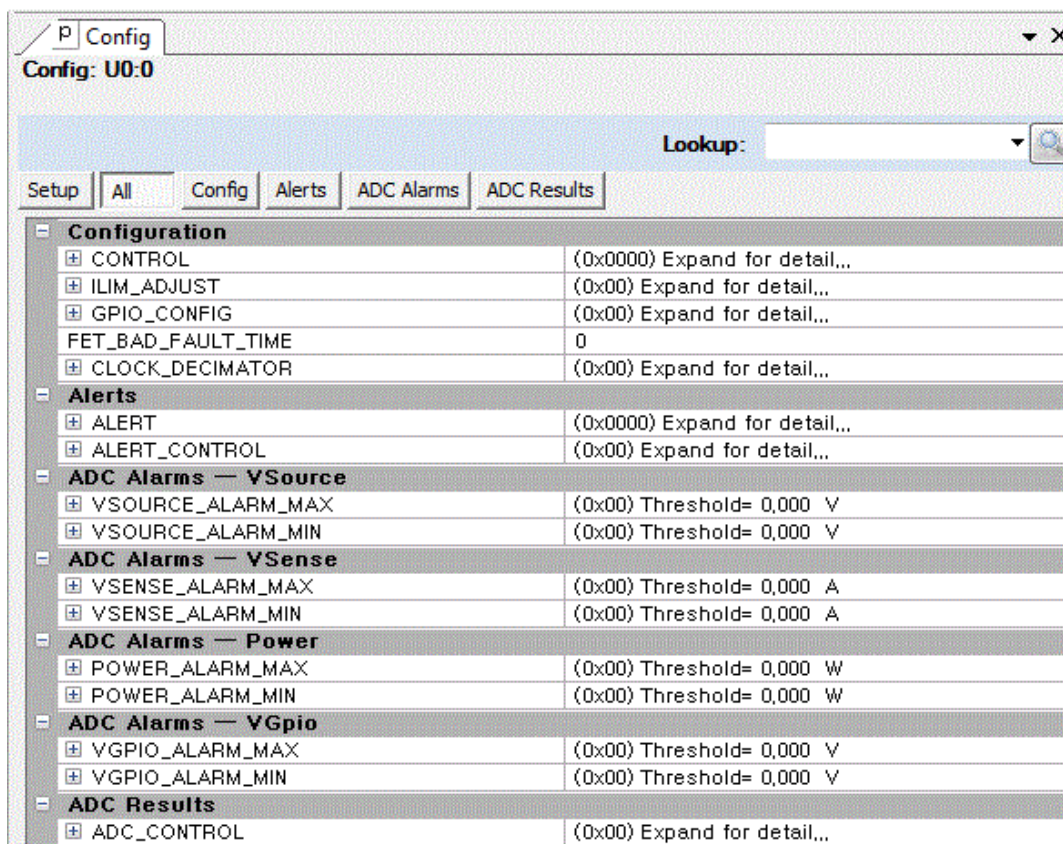 P Config
Config: U0:0
Lookup:
Setup All Config Alerts ADC Alarms ADC Results
Configuration
CONTROL (0x0000) Expand for detail,,,
ILIM_ADJUST (0x00) Expand for detail,,,
GPIO_CONFIG (0x00) Expand for detail,,,
FET_BAD_FAULT_TIME 0
CLOCK_DECIMATOR (0x00) Expand for detail,,,
Alerts
ALERT (0x0000) Expand for detail,,,
ALERT_CONTROL (0x00) Expand for detail,,,
ADC Alarms — VSource
VSOURCE_ALARM_MAX (0x00) Threshold= 0,000 V
VSOURCE_ALARM_MIN (0x00) Threshold= 0,000 V
ADC Alarms — VSense
VSENSE_ALARM_MAX (0x00) Threshold= 0,000 A
VSENSE_ALARM_MIN (0x00) Threshold= 0,000 A
ADC Alarms — Power
POWER_ALARM_MAX (0x00) Threshold= 0,000 W
POWER_ALARM_MIN (0x00) Threshold= 0,000 W
ADC Alarms — VGpio
VGPIO_ALARM_MAX (0x00) Threshold= 0,000 V
VGPIO_ALARM_MIN (0x00) Threshold= 0,000 V
ADC Results
ADC_CONTROL (0x00) Expand for detail,,,